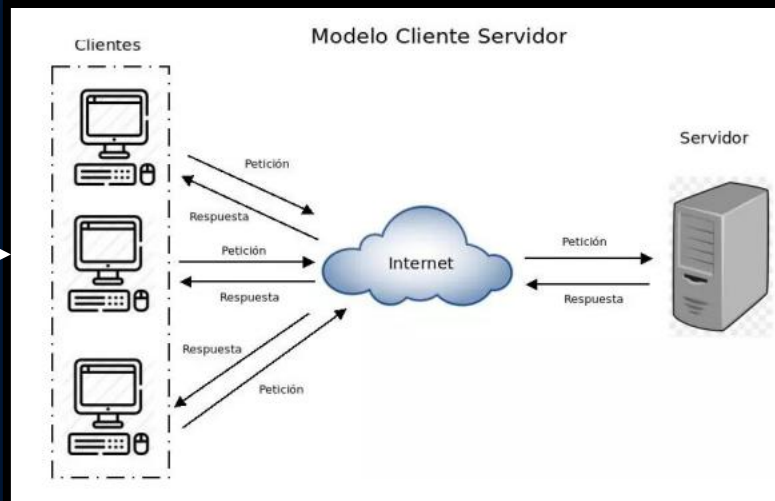 Modelo Cliente Servidor
Clientes
Servidor
Petición
Respuesta
Petición
Respuesta
Respuesta
Petición
Internet
Petición
Respuesta